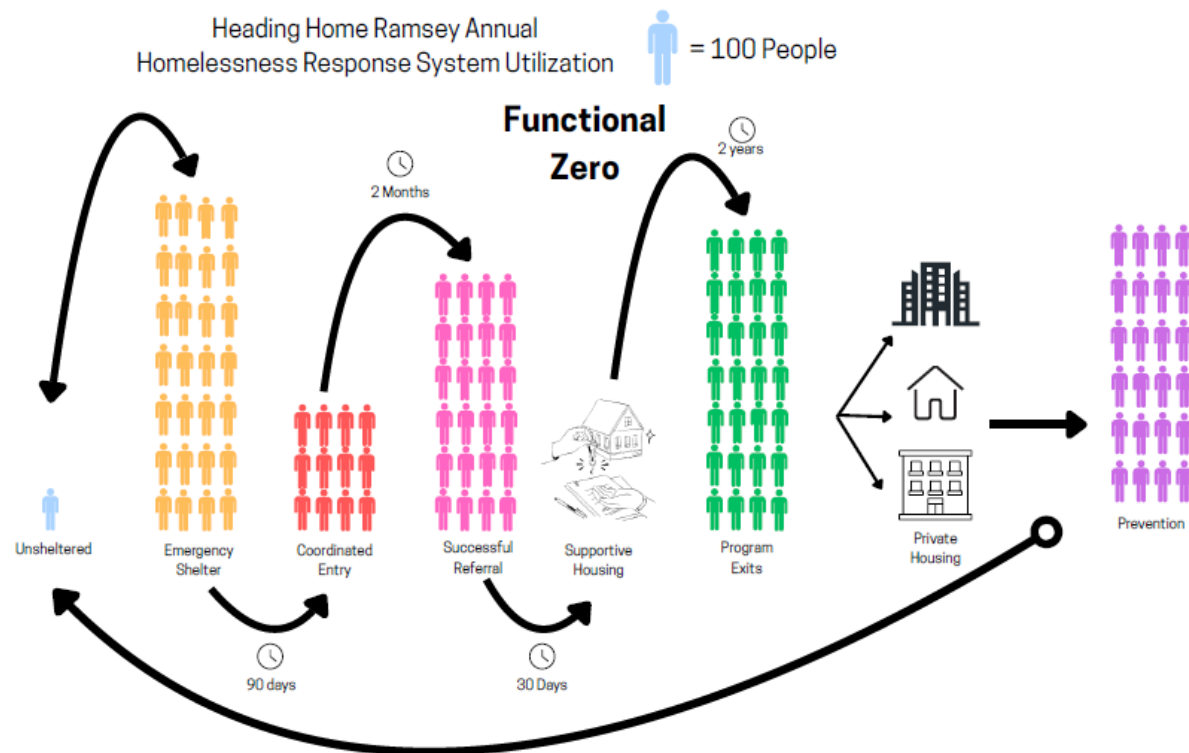 Heading Home Ramsey Annual
Homelessness Response System Utilization
= 100 People
Functional
Zero
2 Months
2 years
Unsheltered
Emergency
Shelter
Coordinated
Entry
Successful
Referral
Supportive
Housing
Program
Exits
Private
Housing
Prevention
90 days
30 Days